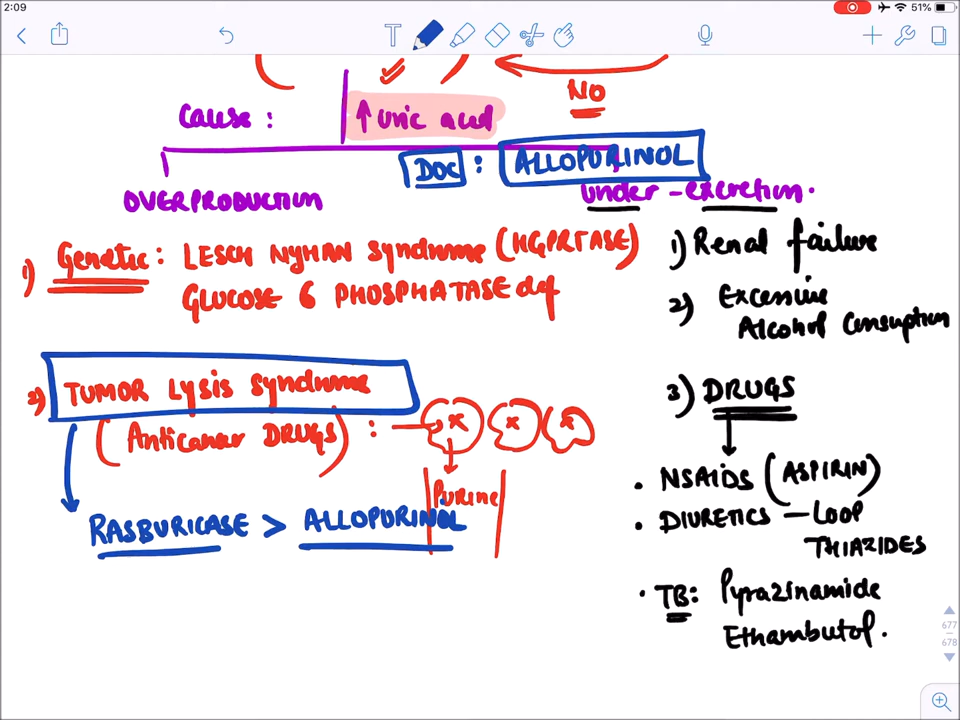 2:09
51%
T
NO
Cause :
↑ Uric acid
DOC : ALLOPURINOL
OVERPRODUCTION
under - excretion.
1) Genetic : LESCH NYHAN Syndrome (HGPRTASE)
GLUCOSE 6 PHOSPHATASE def
2) TUMOR LYSIS Syndrome
(Anticancer DRUGS) :
PURINE
RASBURICASE > ALLOPURINOL
1) Renal failure
2) Excessive
Alcohol Consuption
3) DRUGS
• NSAIDS (ASPIRIN)
• DIURETICS — LOOP
THIAZIDES
• TB: Pyrazinamide
Ethambutol.
677
678